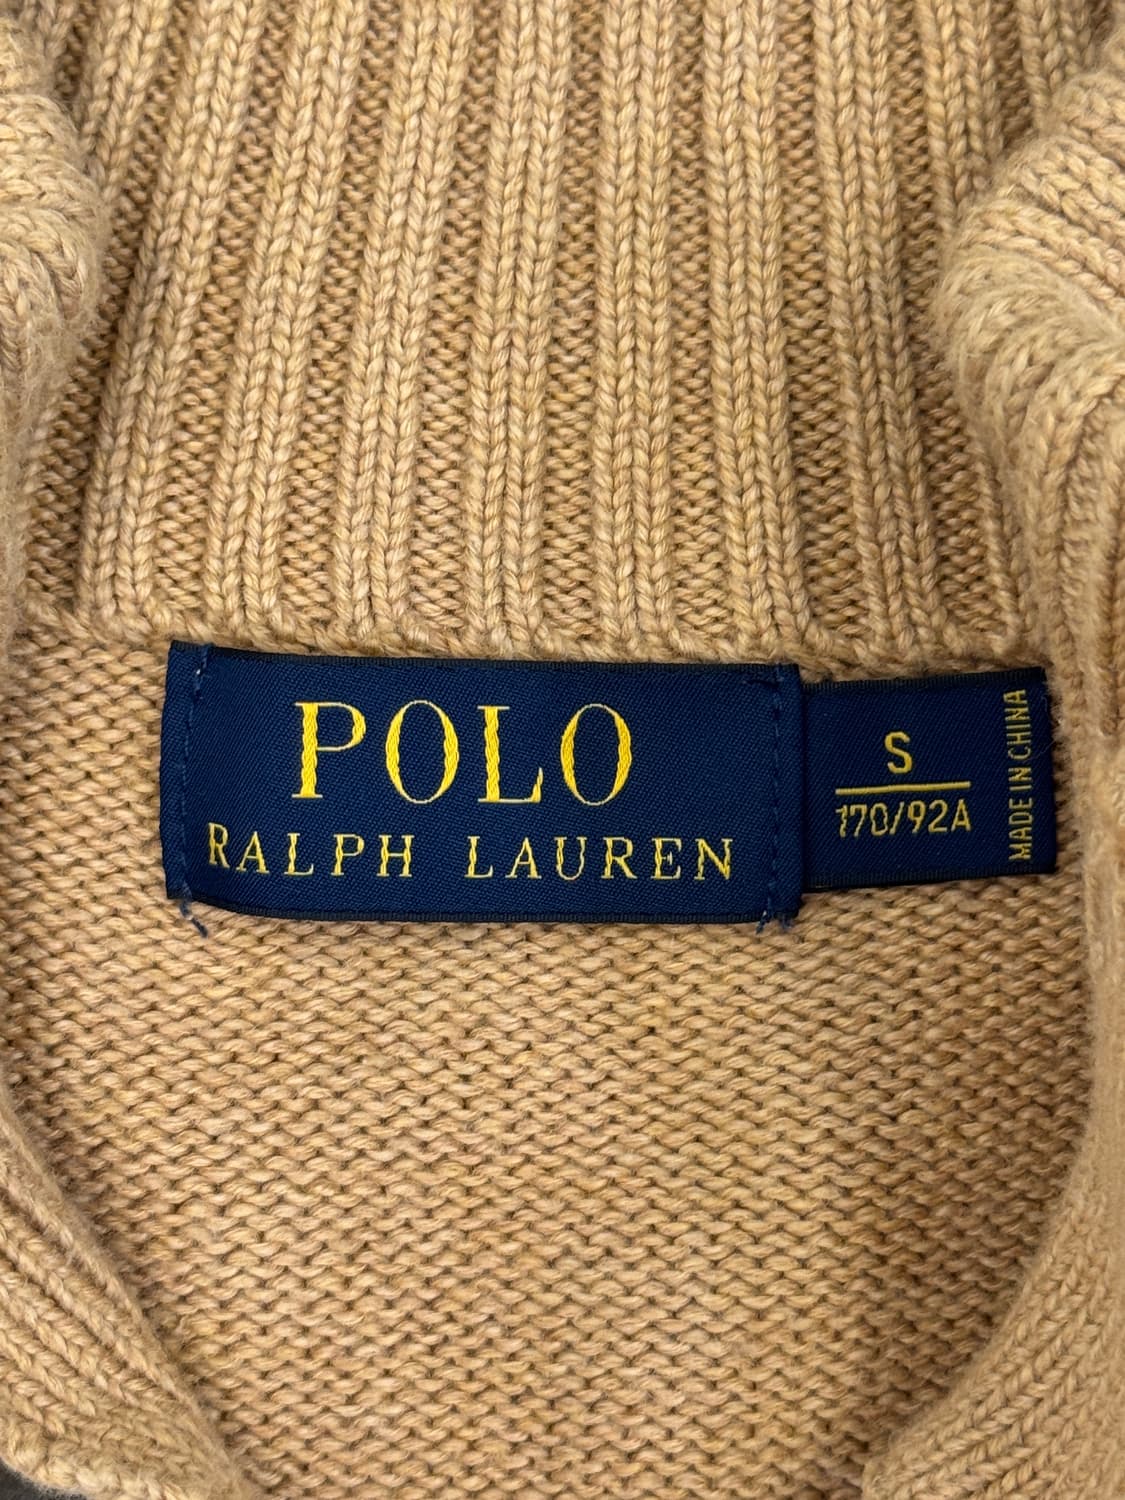 POLO
RALPH LAUREN
S
170/92A
MADE IN CHINA